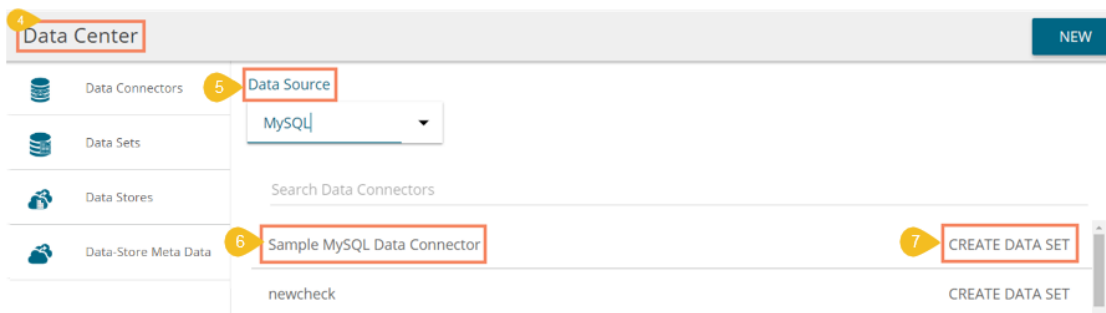 4
Data Center
NEW
Data Connectors
5
Data Source
MySQL
Data Sets
Search Data Connectors
Data Stores
6
Sample MySQL Data Connector
7
CREATE DATA SET
Data-Store Meta Data
newcheck
CREATE DATA SET